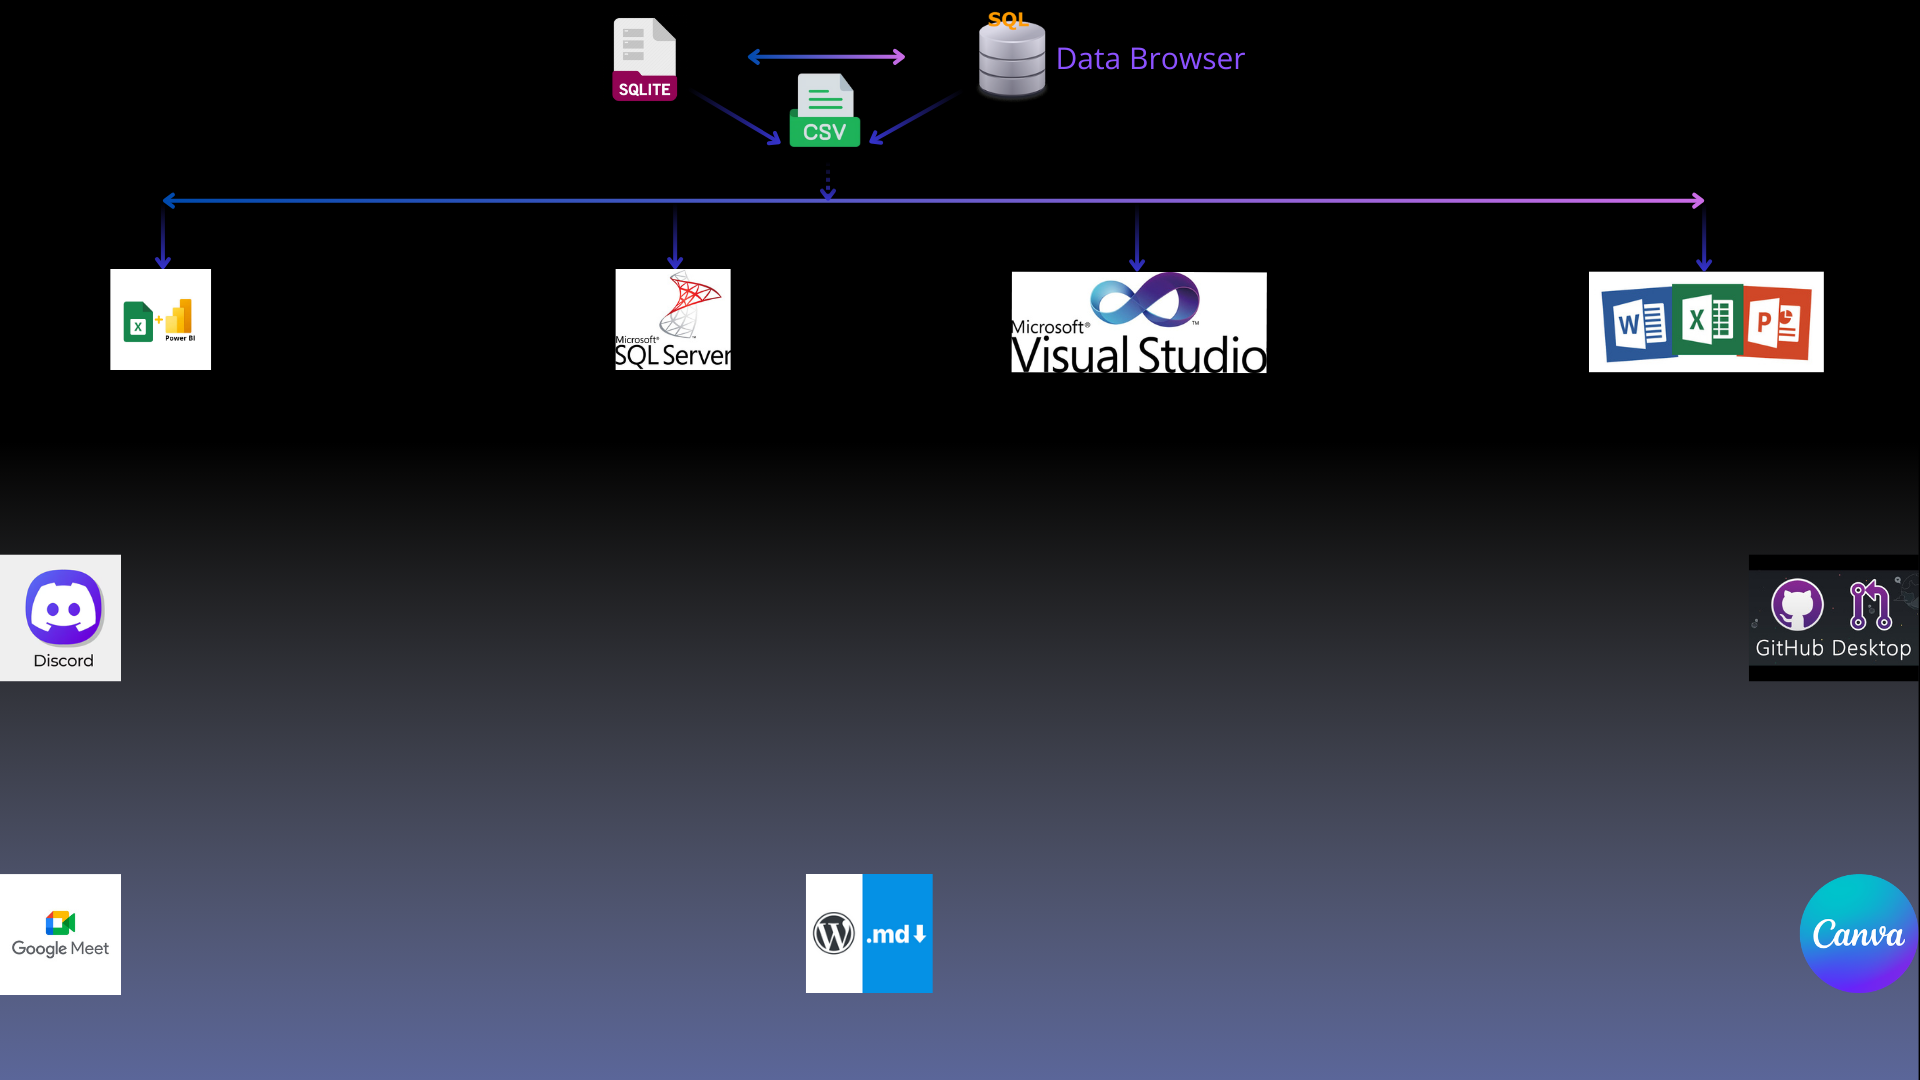 SQL
SQLITE
Data Browser
CSV
X
Power BI
Microsoft®
SQL Server
Microsoft®
Visual Studio
TM
W
X
P
Discord
GitHub Desktop
Google Meet
W
.md
Canva